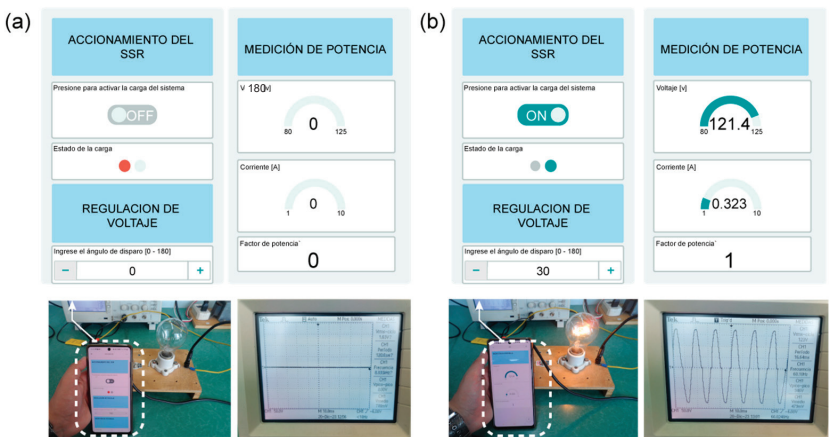 (a)
ACCIONAMIENTO DEL
SSR
Presione para activar la carga del sistema
OFF
Estado de la carga
REGULACION DE
VOLTAJE
Ingrese el ángulo de disparo [0 - 180]
−
0
+
MEDICIÓN DE POTENCIA
V 180v]
0
80
125
Corriente [A]
0
1
10
Factor de potencia`
0
(b)
ACCIONAMIENTO DEL
SSR
Presione para activar la carga del sistema
ON
Estado de la carga
REGULACION DE
VOLTAJE
Ingrese el ángulo de disparo [0 - 180]
−
30
+
MEDICIÓN DE POTENCIA
Voltaje [v]
121.4
80
125
Corriente [A]
0.323
1
10
Factor de potencia`
1